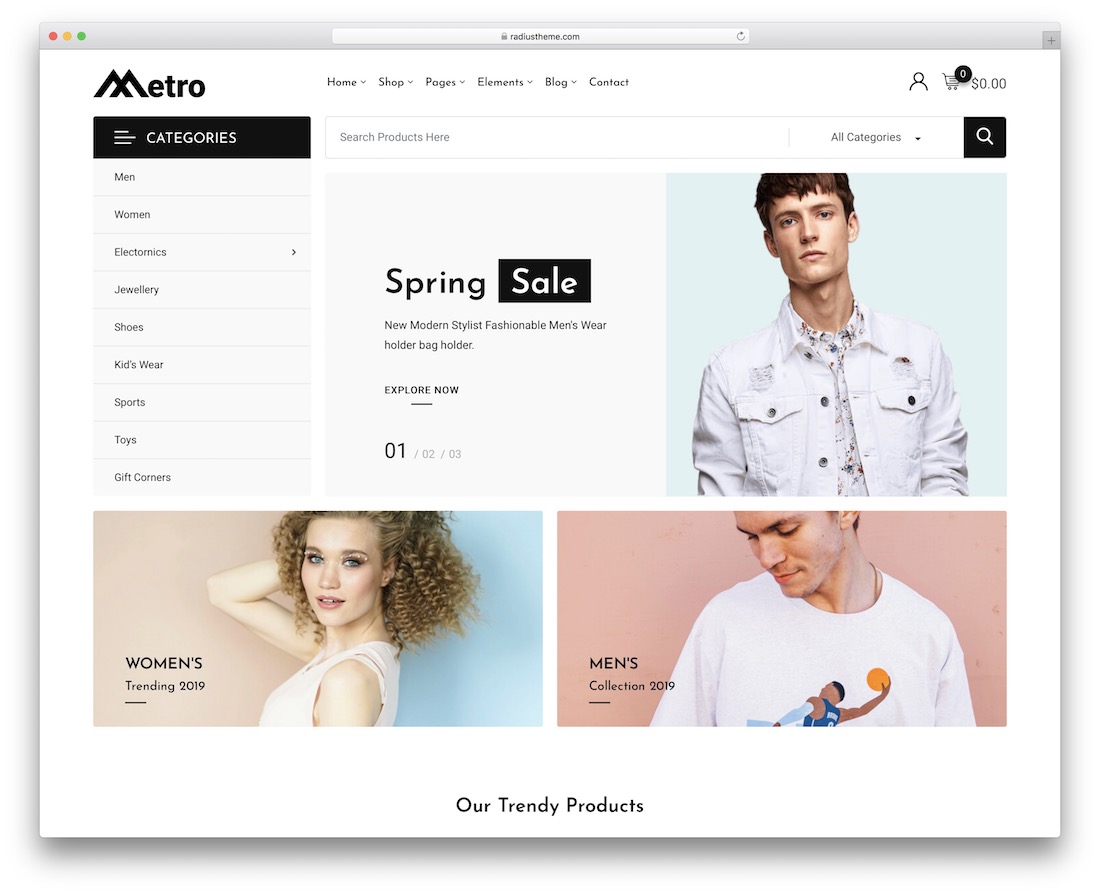 radiustheme.com
Metro
Home Shop Pages Elements Blog Contact
0
$0.00
CATEGORIES
Search Products Here
All Categories
Men
Women
Electornics
Jewellery
Shoes
Kid's Wear
Sports
Toys
Gift Corners
Spring Sale
New Modern Stylist Fashionable Men's Wear
holder bag holder.
EXPLORE NOW
01 / 02 / 03
WOMEN'S
Trending 2019
MEN'S
Collection 2019
Our Trendy Products